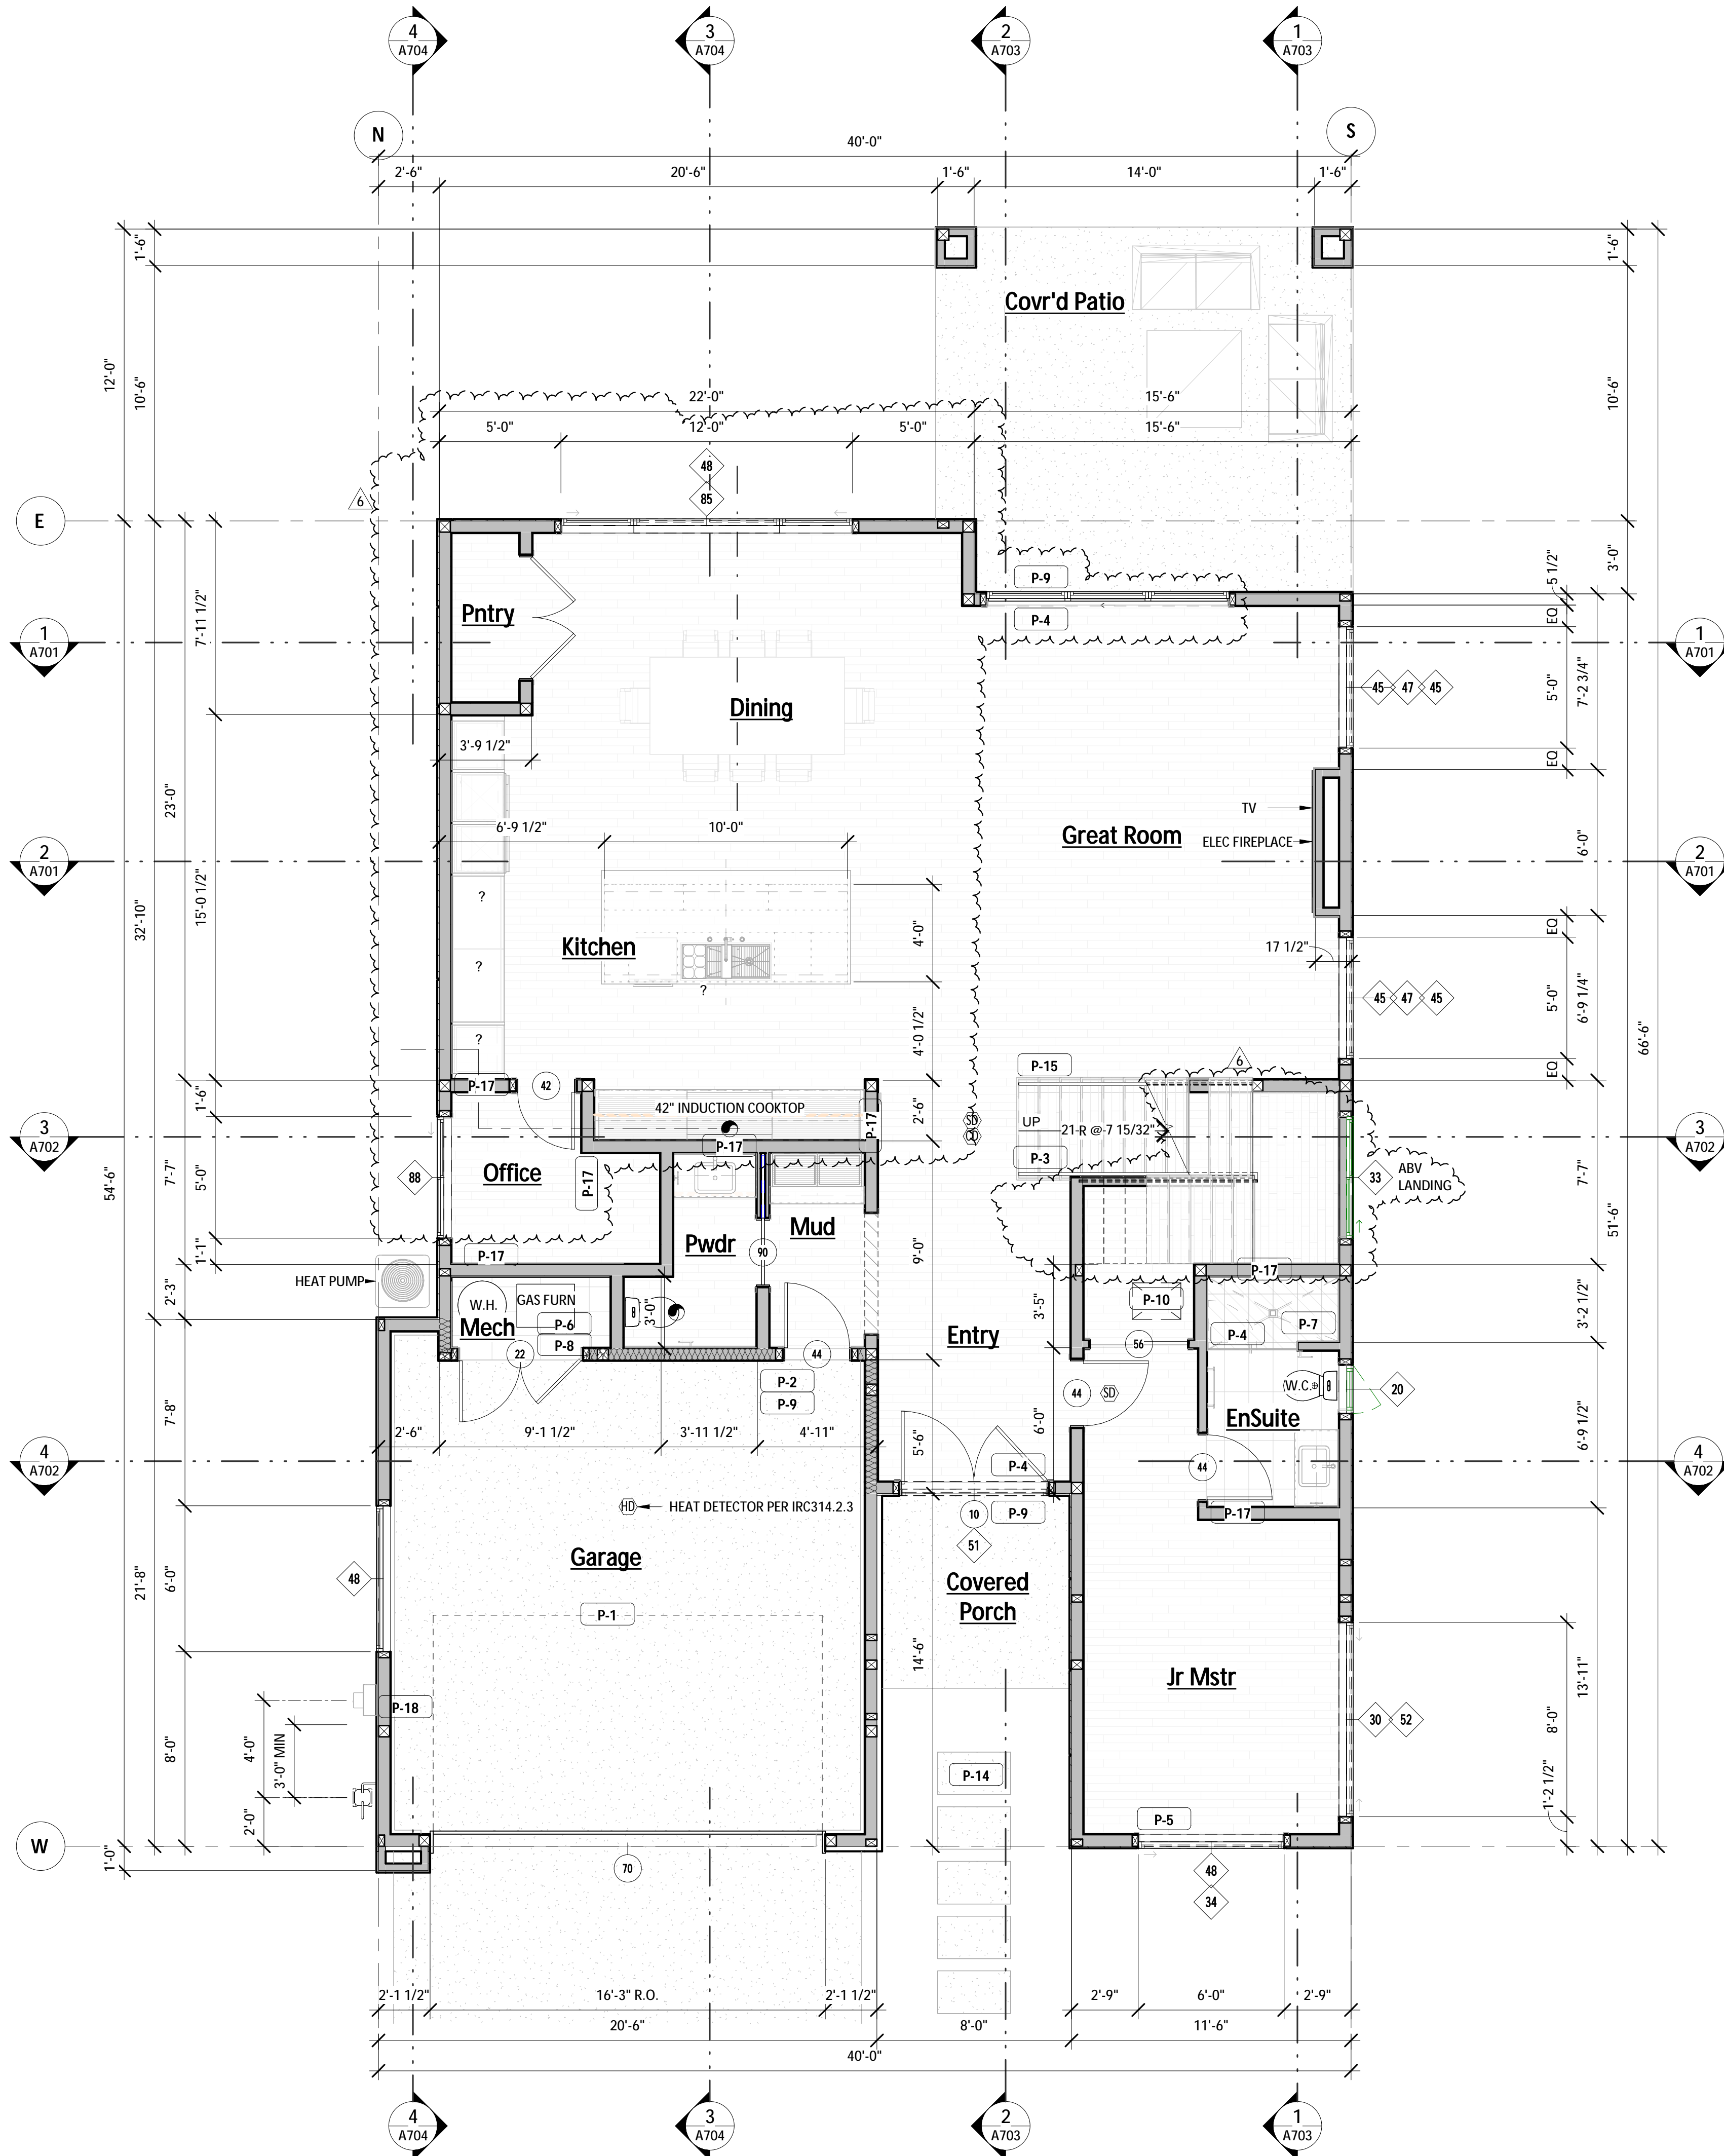 4 3 2 1
A704 A704 A703 A703
N S
40'-0"
2'-6" 20'-6" 1'-6" 14'-0" 1'-6"
1'-6" 1'-6"
Covr'd Patio
12'-0" 10'-6" 10'-6"
22'-0" 15'-6"
5'-0" 12'-0" 5'-0" 15'-6"
48
85
6
E
3'-0"
5 1/2"
P-9
P-4
EQ
Pntry
7'-11 1/2"
1 1
A701 A701
45 47 45
5'-0" 7'-2 3/4"
Dining
3'-9 1/2"
EQ
23'-0"
TV
6'-9 1/2" 10'-0"
Great Room
ELEC FIREPLACE
6'-0"
2 2
A701 A701
15'-0 1/2"
32'-10"
?
4'-0"
Kitchen
EQ
17 1/2"
?
?
45 47 45
5'-0" 6'-9 1/4"
66'-6"
?
4'-0 1/2"
EQ
P-15
6
P-17 42
1'-6"
42" INDUCTION COOKTOP
P-17
2'-6"
SD
UP
21-R @-7 15/32"
3 3
A702 A702
P-17
P-3
54'-6" 7'-7" 5'-0"
88
Office
P-17
33
ABV
LANDING
7'-7"
51'-6"
Mud
Pwdr
90
9'-0"
1'-1"
P-17
P-17
HEAT PUMP
2'-3"
W.H.
GAS FURN
Mech
P-6
P-8
3'-0"
P-10
3'-5"
P-4
P-7
3'-2 1/2"
Entry
22 44 56
P-2
P-9
44 SD
W.C.
20
EnSuite
7'-8"
2'-6" 9'-1 1/2" 3'-11 1/2" 4'-11"
5'-6" 6'-0"
6'-9 1/2"
P-4
44
4 4
A702 A702
HD HEAT DETECTOR PER IRC314.2.3
10
51
P-9
P-17
Garage
48
Covered
Porch
P-1
21'-8" 6'-0"
14'-6"
Jr Mstr
13'-11"
P-18
30 52
8'-0" 4'-0" 3'-0" MIN
8'-0"
P-14
1'-2 1/2"
2'-0"
P-5
W
1'-0"
70
48
34
2'-1 1/2" 16'-3" R.O. 2'-1 1/2" 2'-9" 6'-0" 2'-9"
20'-6" 8'-0" 11'-6"
40'-0"
4 3 2 1
A704 A704 A703 A703